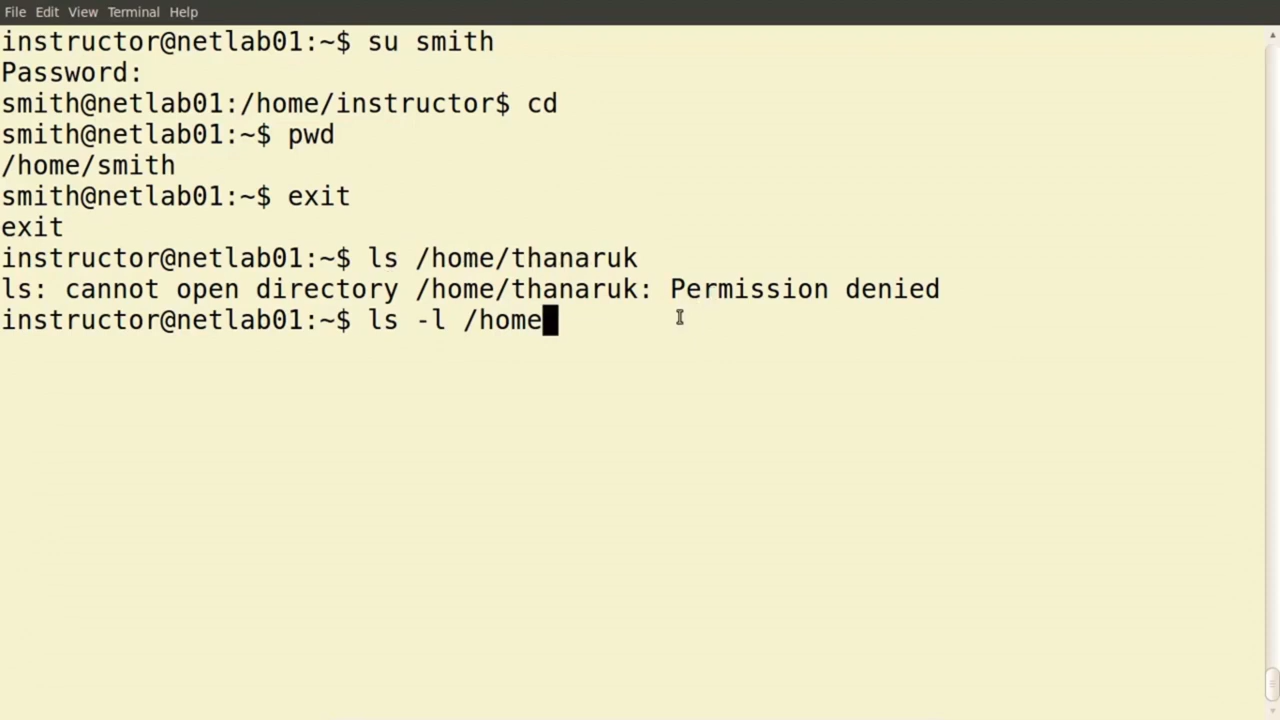 File Edit View Terminal Help
instructor@netlab01:~$ su smith
Password:
smith@netlab01:/home/instructor$ cd
smith@netlab01:~$ pwd
/home/smith
smith@netlab01:~$ exit
exit
instructor@netlab01:~$ ls /home/thanaruk
ls: cannot open directory /home/thanaruk: Permission denied
instructor@netlab01:~$ ls -l /home